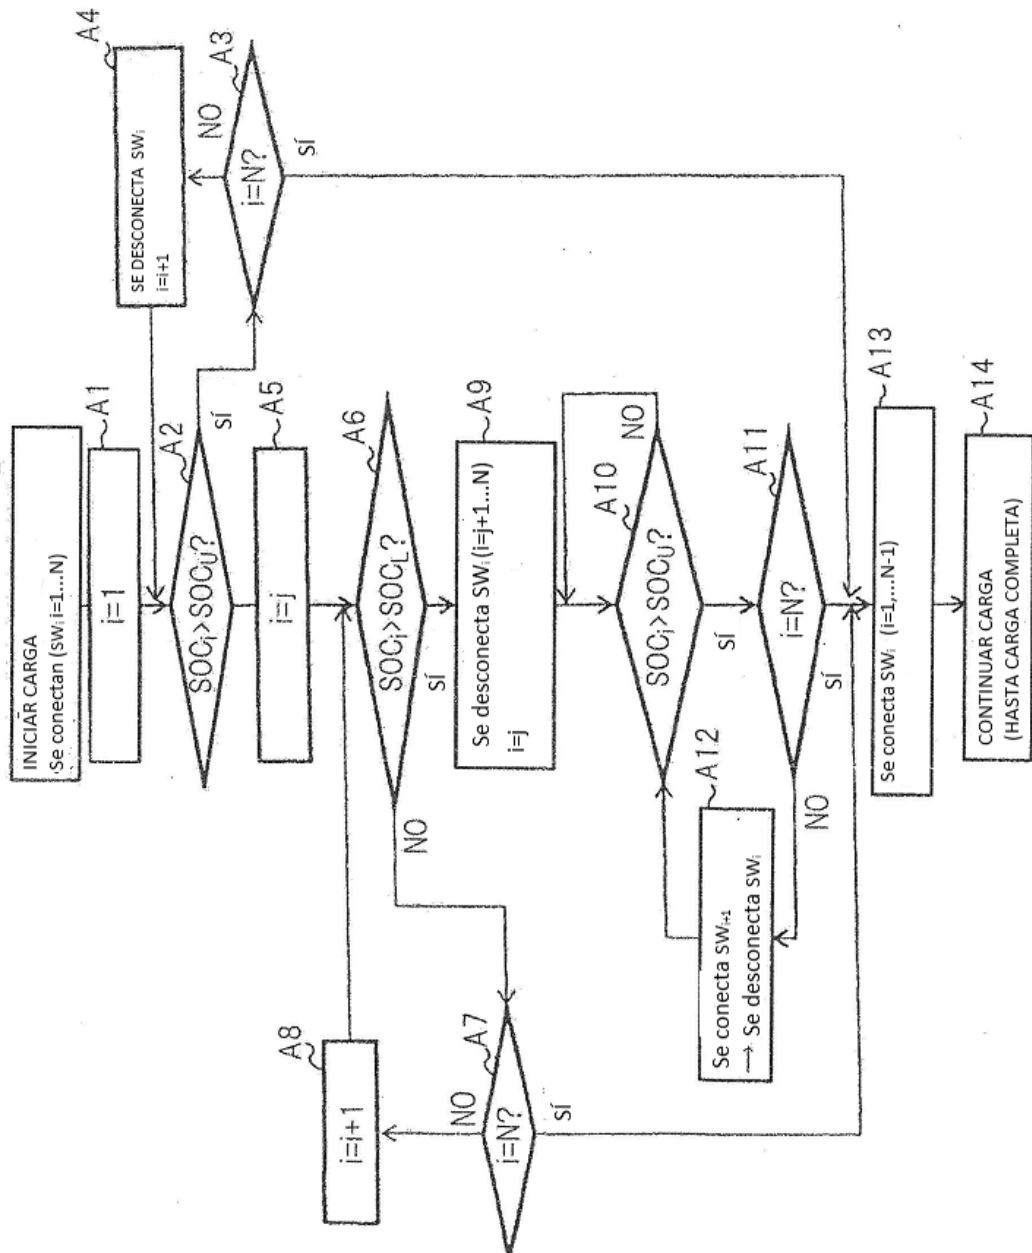 INICIAR CARGA
Se conectan (SWi i=1...N)
A1
i=1
A2
SOCi>SOCU?
SÍ
A3
i=N?
NO
SÍ
A4
SE DESCONECTA SWi
i=i+1
A5
i=j
A6
SOCi>SOCL?
NO
SÍ
A7
i=N?
NO
SÍ
A8
i=i+1
A9
Se desconecta SWi (i=j+1...N)
i=j
A10
SOCi>SOCU?
NO
SÍ
A11
i=N?
NO
SÍ
A12
Se conecta SWi+1
→ Se desconecta SWi
A13
Se conecta SWi (i=1,....N-1)
A14
CONTINUAR CARGA
(HASTA CARGA COMPLETA)